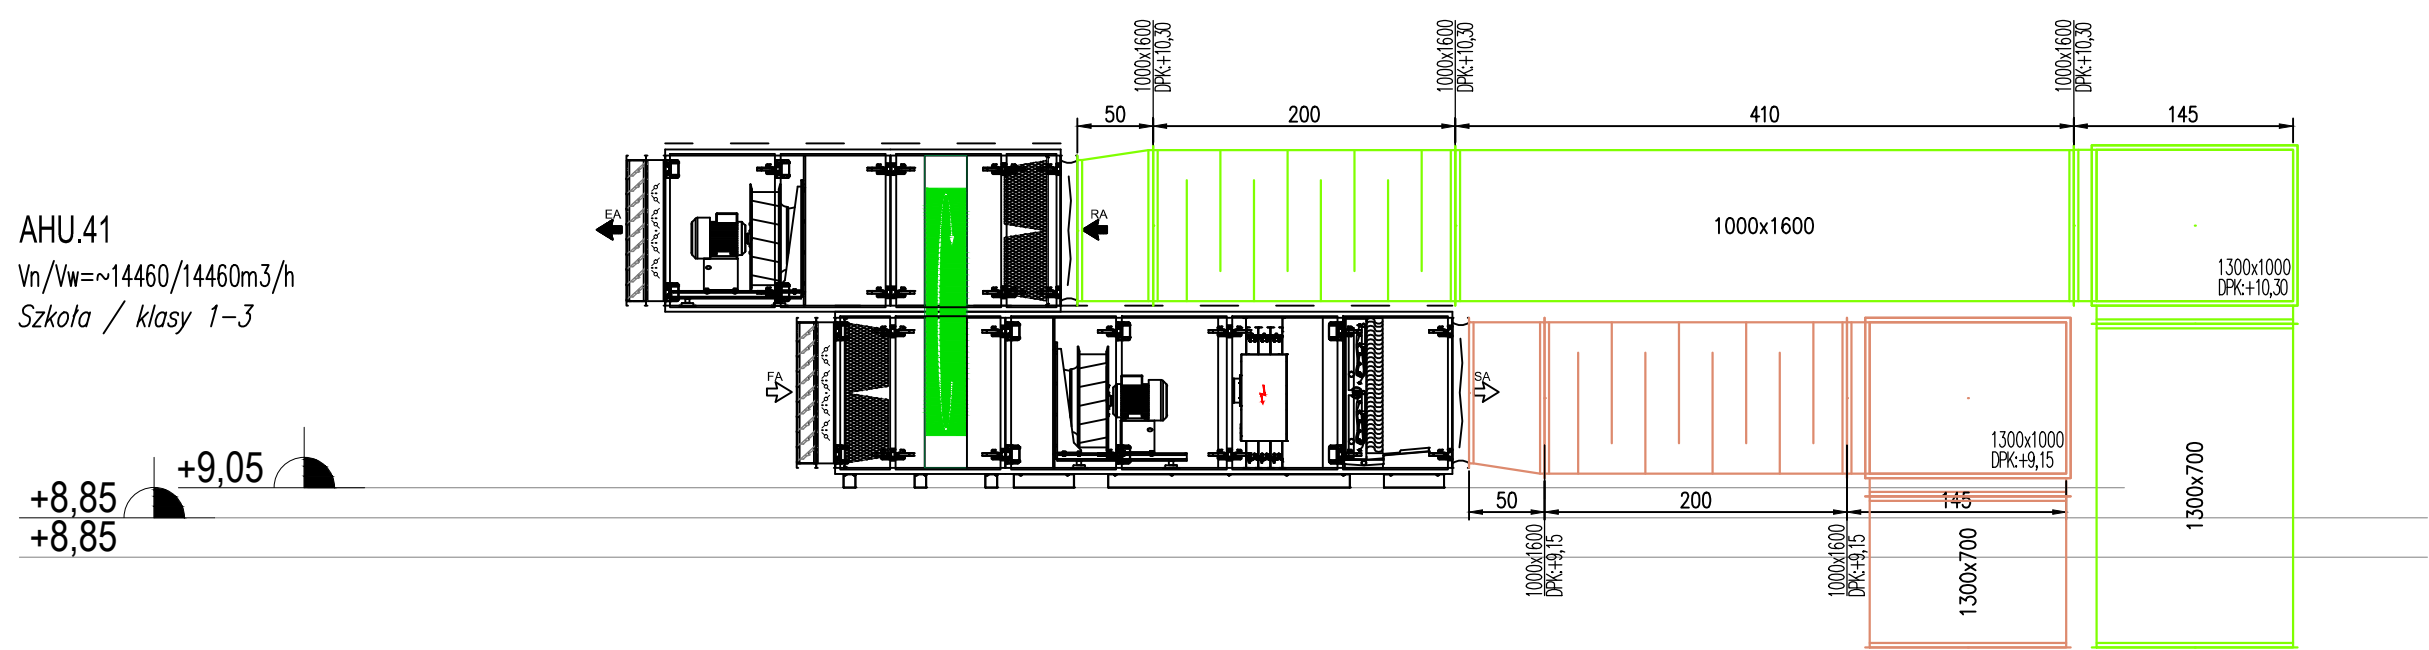 1000x1600
DPK:+10,30
1000x1600
DPK:+10,30
1000x1600
DPK:+10,30
50
200
410
145
AHU.41
Vn/Vw=~14460/14460m3/h
Szkoła / klasy 1-3
EA
RA
1000x1600
1300x1000
DPK:+10,30
FA
SA
1300x1000
DPK:+9,15
+9,05
+8,85
+8,85
50
200
145
1000x1600
DPK:+9,15
1000x1600
DPK:+9,15
1300x700
1300x700